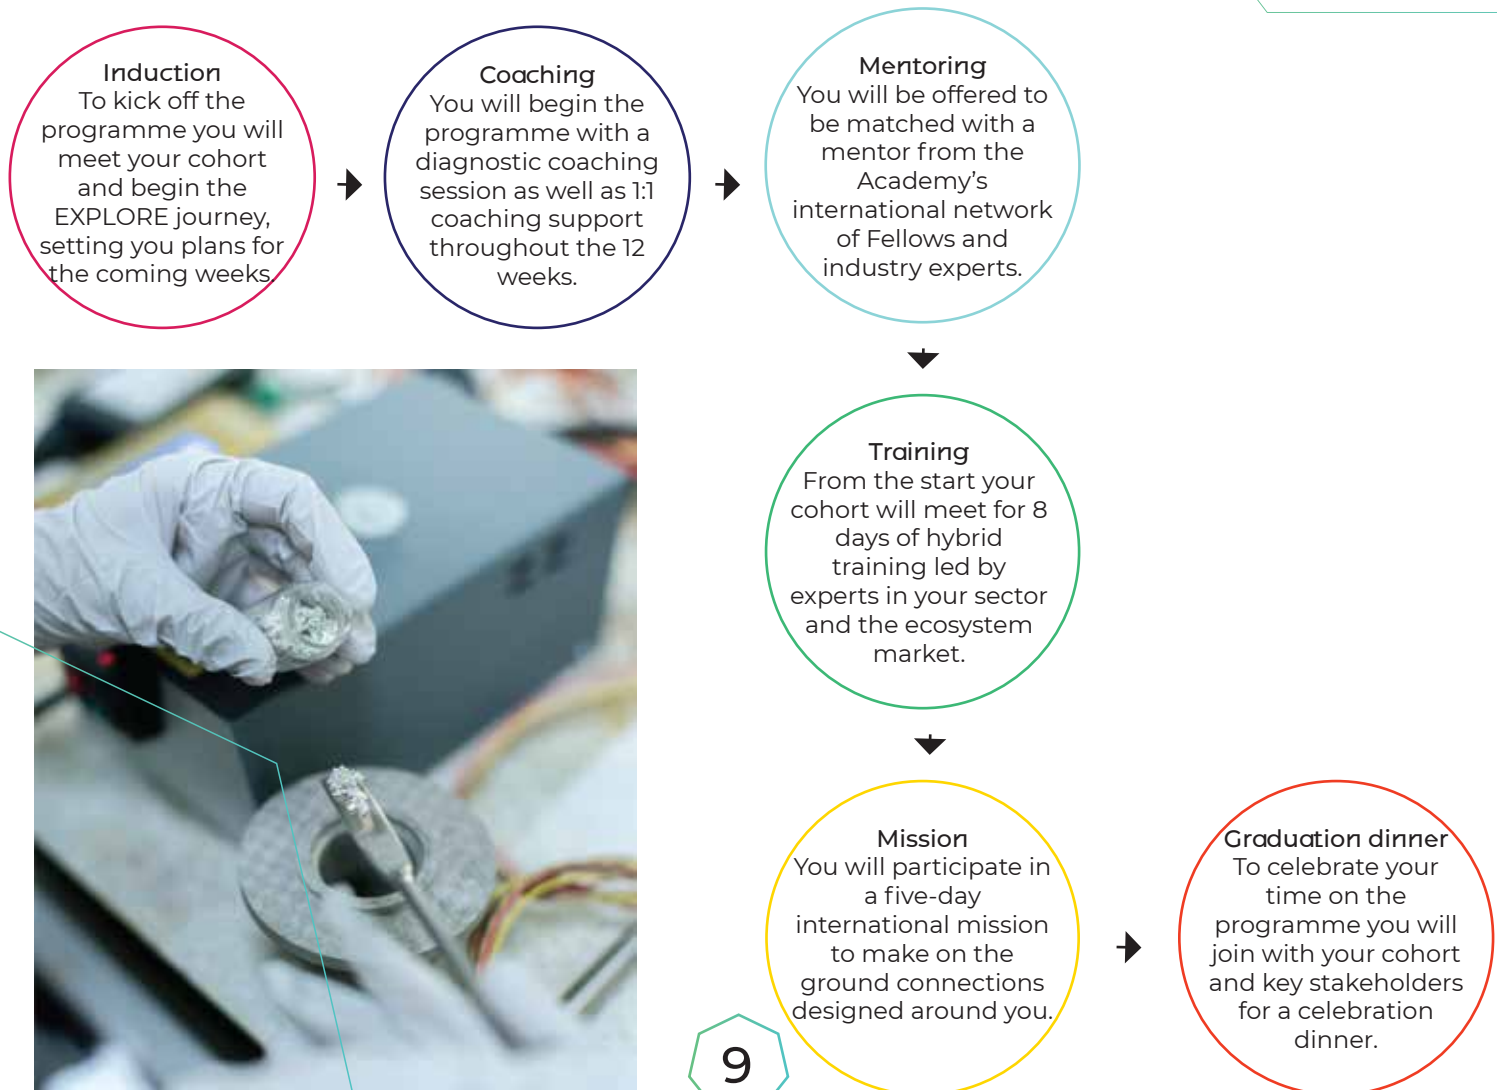 Induction
To kick off the
programme you will
meet your cohort
and begin the
EXPLORE journey,
setting you plans for
the coming weeks.
Coaching
You will begin the
programme with a
diagnostic coaching
session as well as 1:1
coaching support
throughout the 12
weeks.
Mentoring
You will be offered to
be matched with a
mentor from the
Academy’s
international network
of Fellows and
industry experts.
Training
From the start your
cohort will meet for 8
days of hybrid
training led by
experts in your sector
and the ecosystem
market.
Mission
You will participate in
a five-day
international mission
to make on the
ground connections
designed around you.
Graduation dinner
To celebrate your
time on the
programme you will
join with your cohort
and key stakeholders
for a celebration
dinner.
9